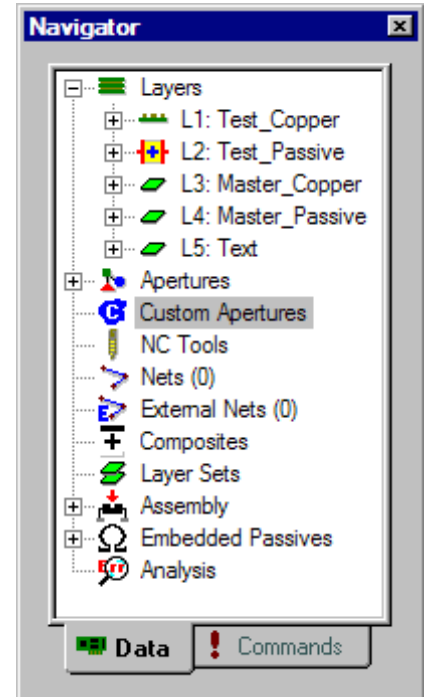 Navigator
Layers
L1: Test_Copper
L2: Test_Passive
L3: Master_Copper
L4: Master_Passive
L5: Text
Apertures
Custom Apertures
NC Tools
Nets (0)
External Nets (0)
Composites
Layer Sets
Assembly
Embedded Passives
Analysis
Data
Commands